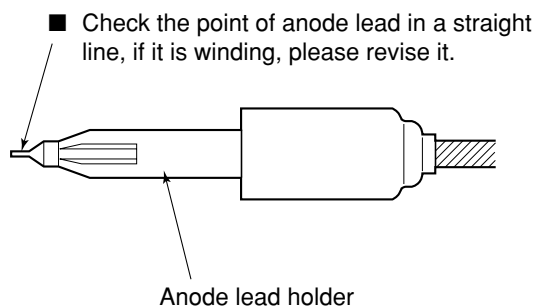 ■ Check the point of anode lead in a straight
line, if it is winding, please revise it.
Anode lead holder